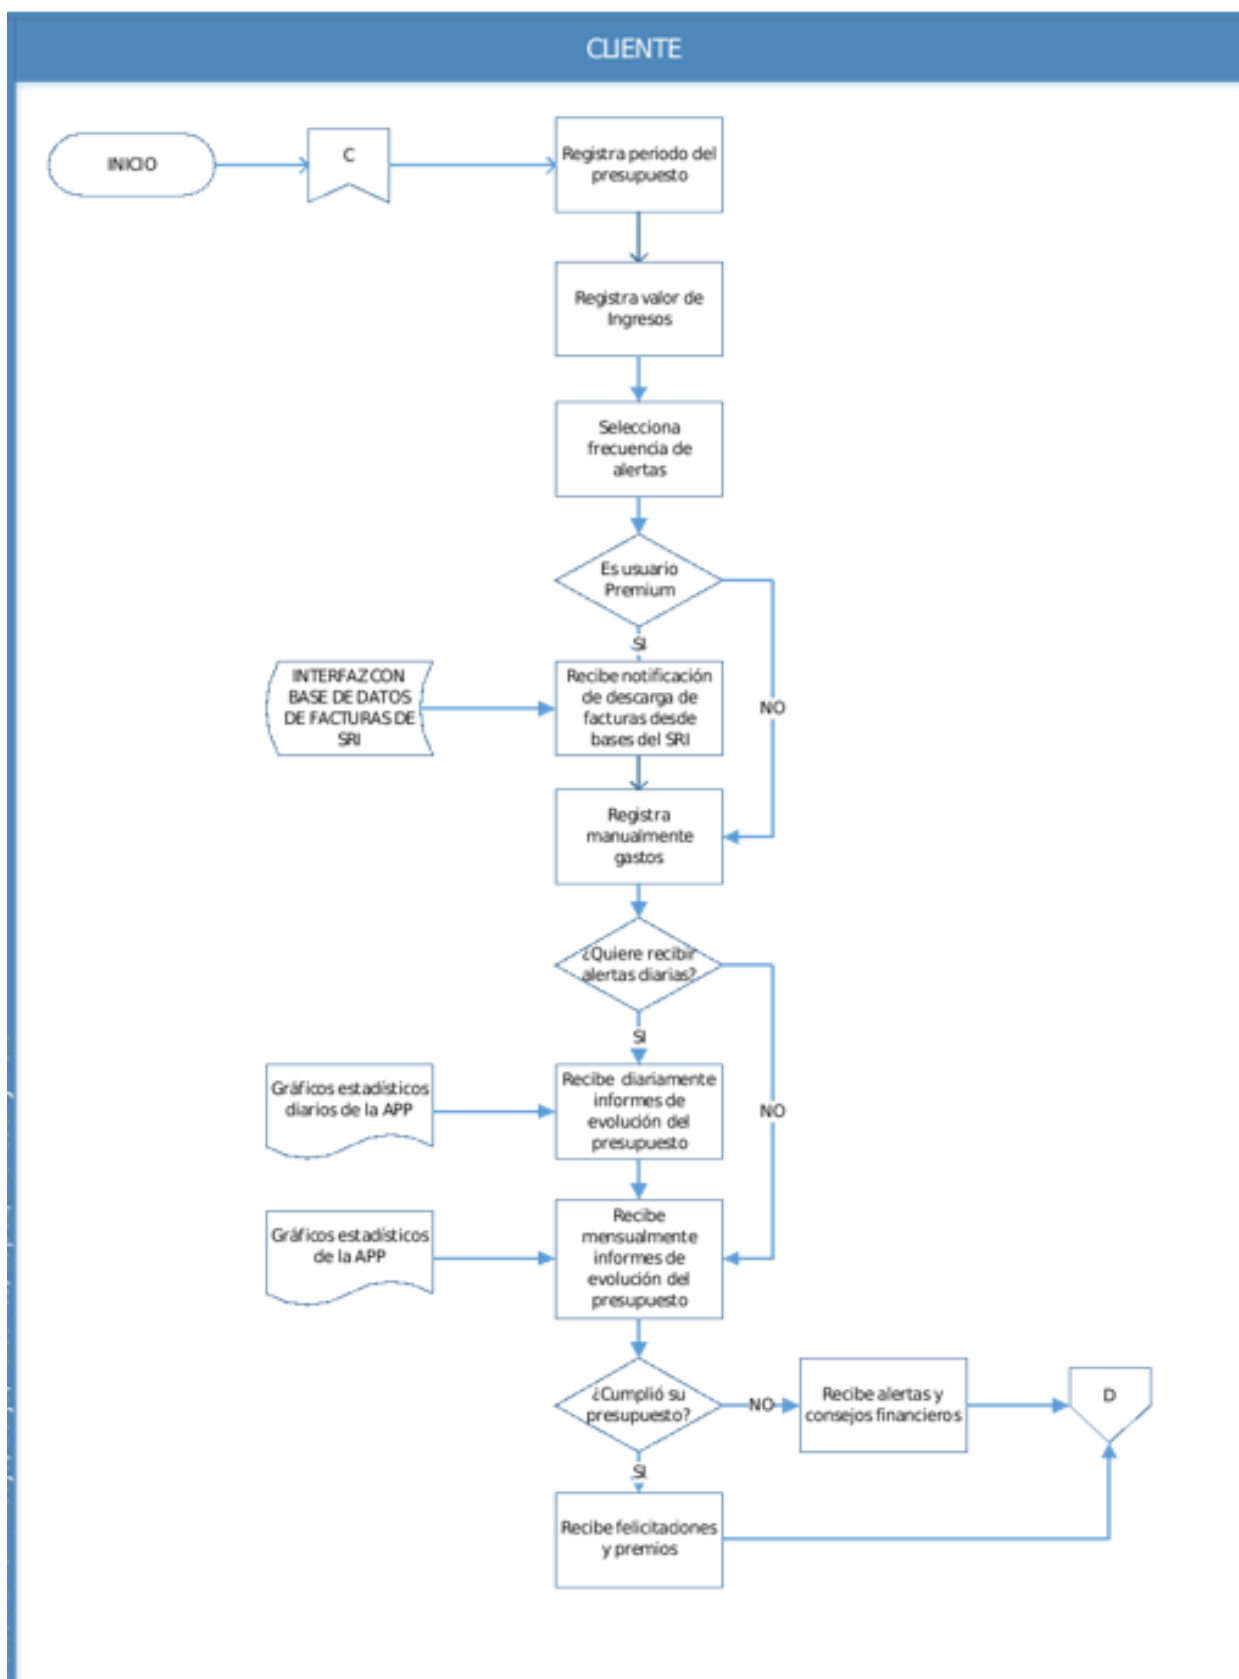 CLIENTE
INICIO
C
Registra periodo del
presupuesto
Registra valor de
Ingresos
Selecciona
frecuencia de
alertas
Es usuario
Premium
SI
NO
INTERFAZ CON
BASE DE DATOS
DE FACTURAS DE
SRI
Recibe notificación
de descarga de
facturas desde
bases del SRI
Registra
manualmente
gastos
¿Quiere recibir
alertas diarias?
SI
NO
Gráficos estadísticos
diarios de la APP
Recibe diariamente
informes de
evolución del
presupuesto
Gráficos estadísticos
de la APP
Recibe
mensualmente
informes de
evolución del
presupuesto
¿Cumplió su
presupuesto?
NO
Recibe alertas y
consejos financieros
D
SI
Recibe felicitaciones
y premios